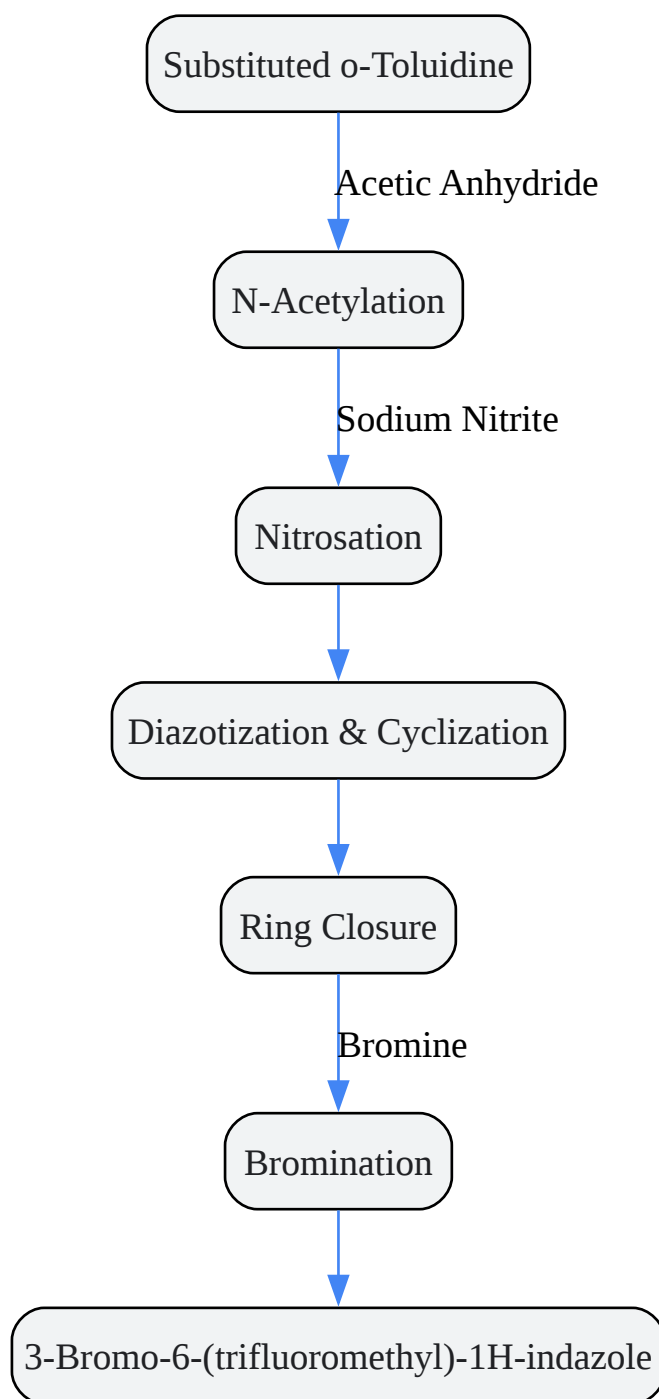 Substituted o-Toluidine
Acetic Anhydride
N-Acetylation
Sodium Nitrite
Nitrosation
Diazotization & Cyclization
Ring Closure
Bromine
Bromination
3-Bromo-6-(trifluoromethyl)-1H-indazole